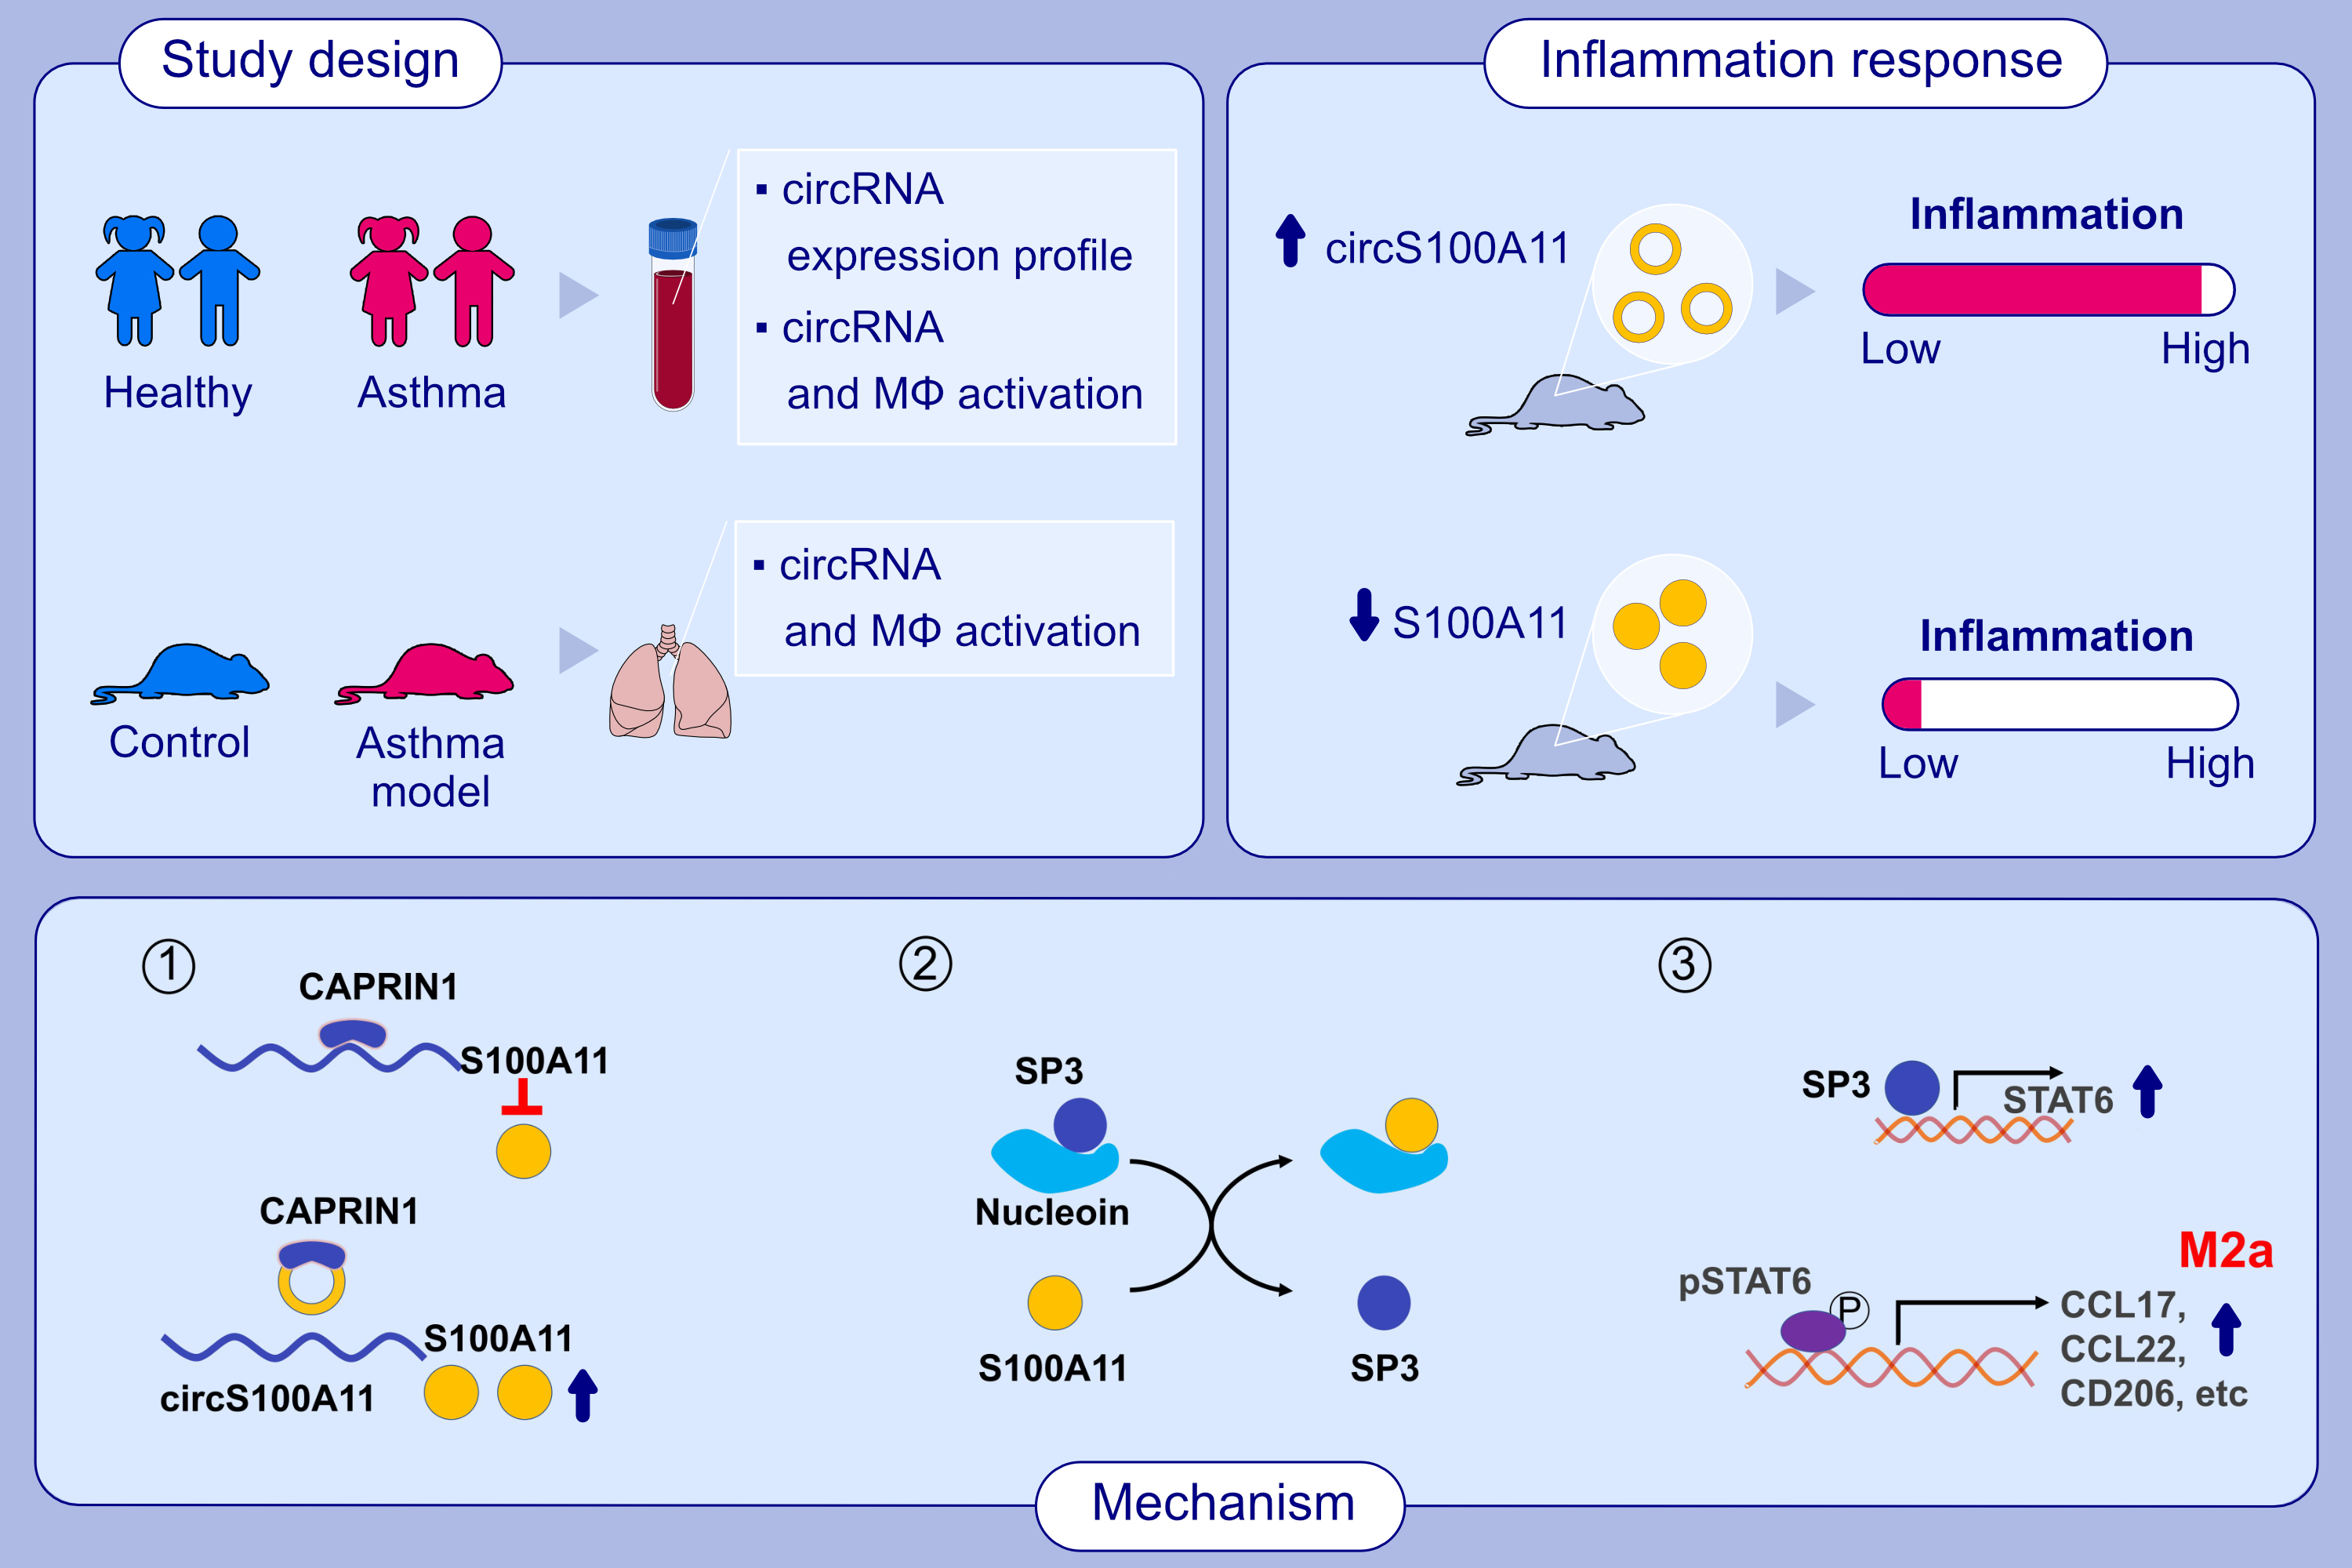 Study design
▪ circRNA
expression profile
▪ circRNA
and MΦ activation
Healthy
Asthma
▪ circRNA
and MΦ activation
Control
Asthma
model
Inflammation response
circS100A11
Inflammation
Low
High
S100A11
Inflammation
Low
High
1
CAPRIN1
S100A11
CAPRIN1
S100A11
circS100A11
2
SP3
Nucleoin
S100A11
SP3
3
SP3
STAT6
M2a
pSTAT6
P
CCL17,
CCL22,
CD206, etc
Mechanism